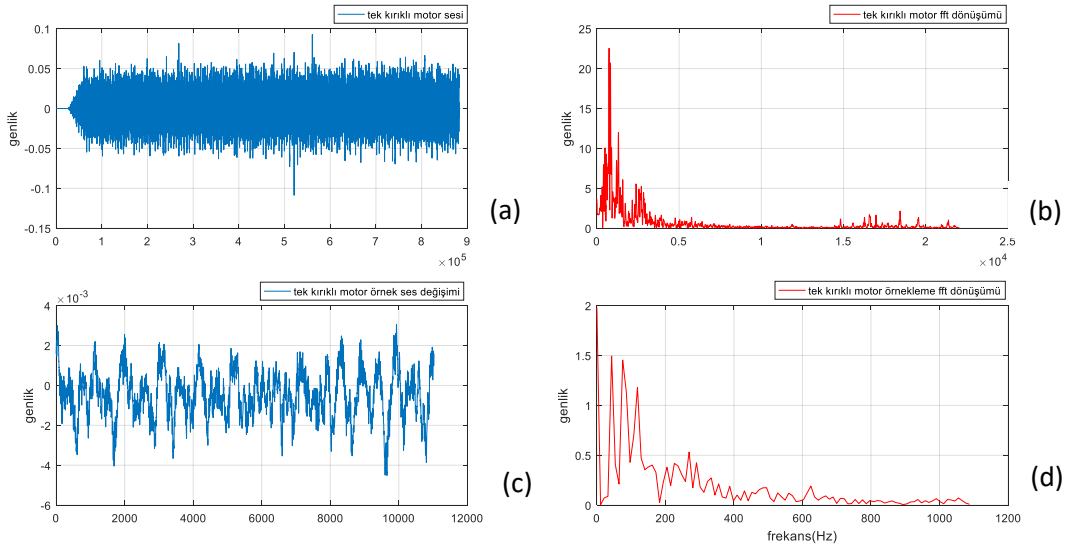 tek kırıklı motor sesi
0.1
0.05
0
-0.05
-0.1
-0.15
genlik
0 1 2 3 4 5 6 7 8 9
×10^5
(a)
tek kırıklı motor fft dönüşümü
25
20
15
10
5
0
genlik
0 0.5 1 1.5 2 2.5
×10^4
(b)
tek kırıklı motor örnek ses değişimi
×10^-3
4
2
0
-2
-4
-6
genlik
0 2000 4000 6000 8000 10000 12000
(c)
tek kırıklı motor örnekleme fft dönüşümü
2
1.5
1
0.5
0
genlik
0 200 400 600 800 1000 1200
frekans(Hz)
(d)